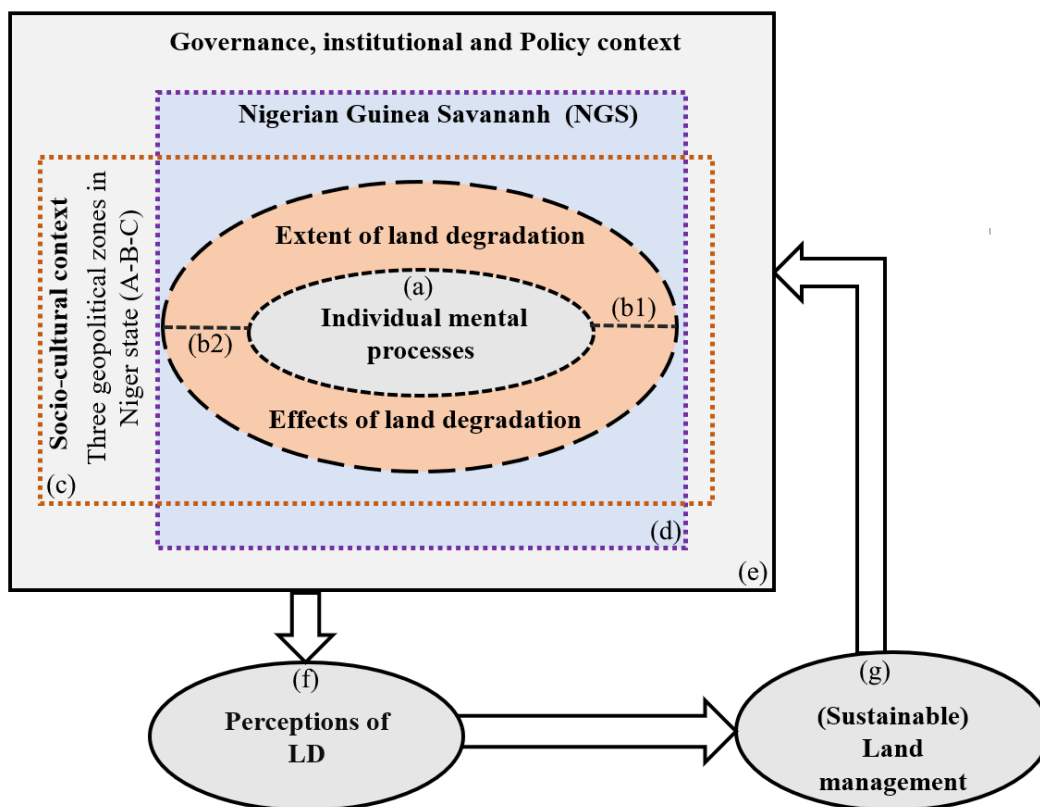 Governance, institutional and Policy context
Nigerian Guinea Savananh (NGS)
Socio-cultural context
Three geopolitical zones in
Niger state (A-B-C)
(c)
Extent of land degradation
(a)
Individual mental
processes
(b1)
(b2)
Effects of land degradation
(d)
(e)
(f)
Perceptions of
LD
(g)
(Sustainable)
Land
management